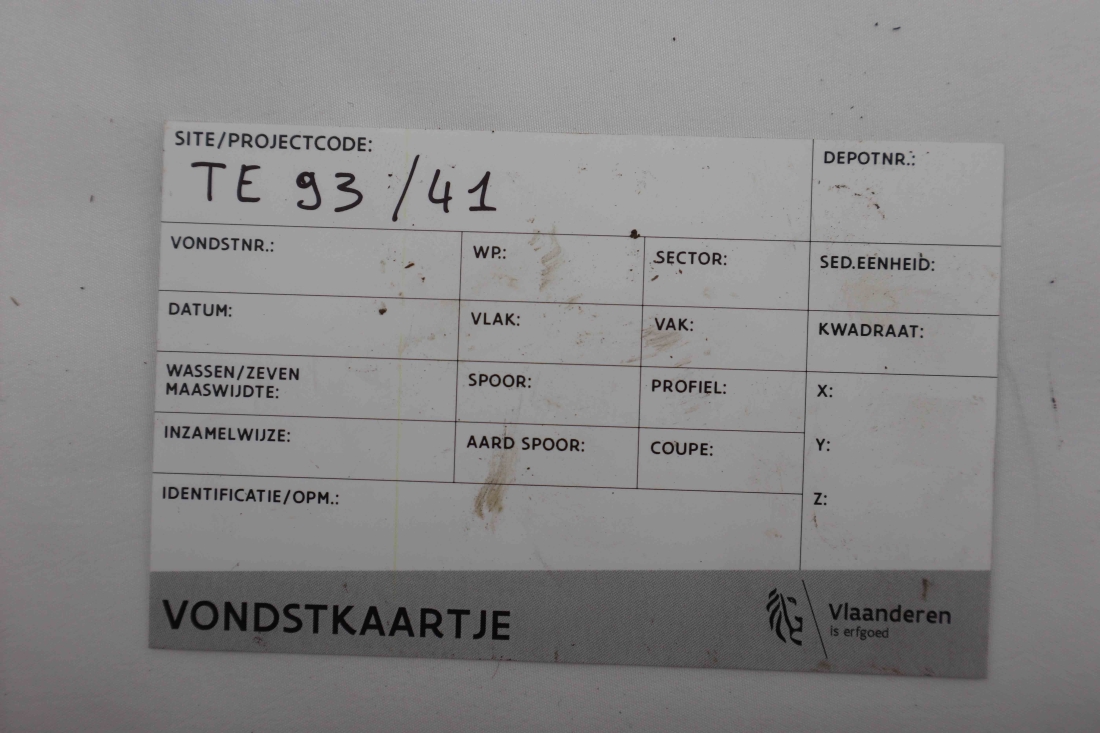 SITE/PROJECTCODE:
TE 93 /41
DEPOTNR.:
VONDSTNR.:
WP.:
SECTOR:
SED.EENHEID:
DATUM:
VLAK:
VAK:
KWADRAAT:
WASSEN/ZEVEN
MAASWIJDTE:
SPOOR:
PROFIEL:
X:
INZAMELWIJZE:
AARD SPOOR:
COUPE:
Y:
IDENTIFICATIE/OPM.:
Z:
VONDSTKAARTJE
Vlaanderen
is erfgoed